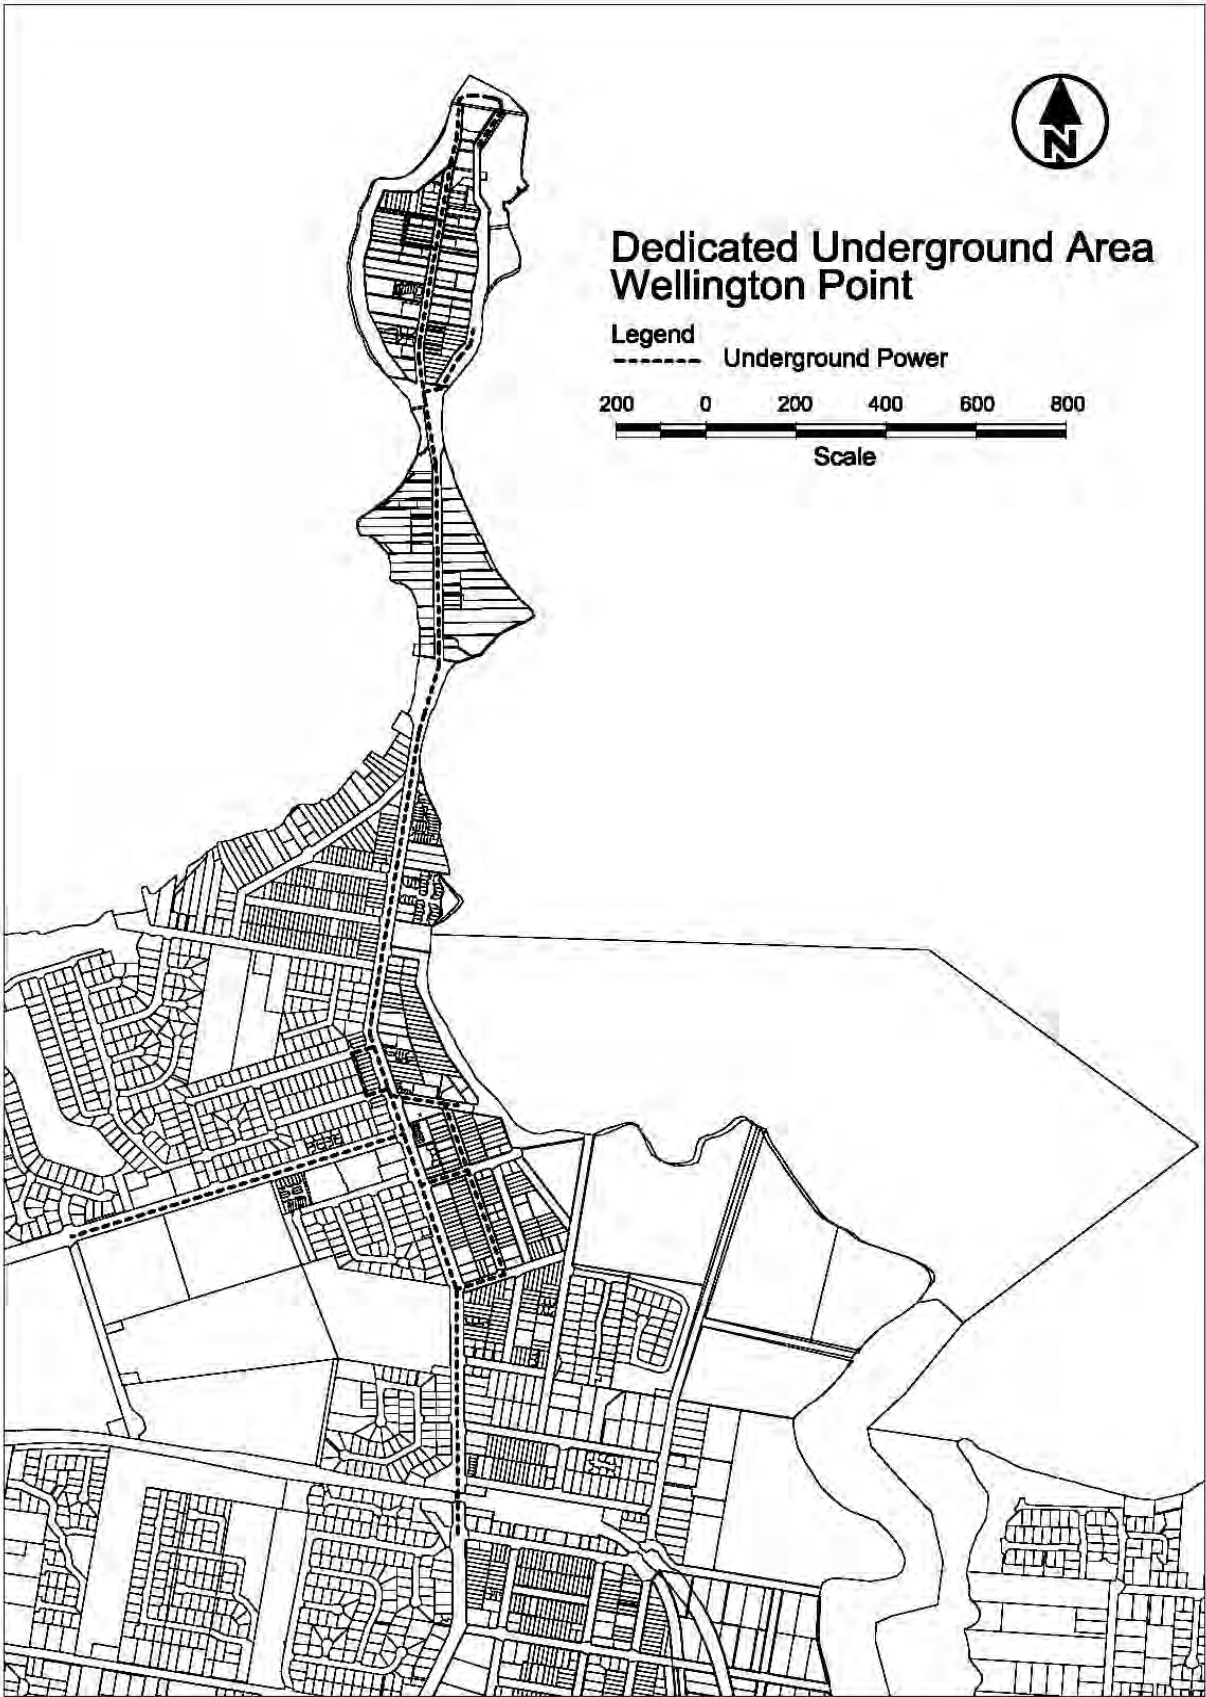 N
Dedicated Underground Area
Wellington Point
Legend
Underground Power
200 0 200 400 600 800
Scale